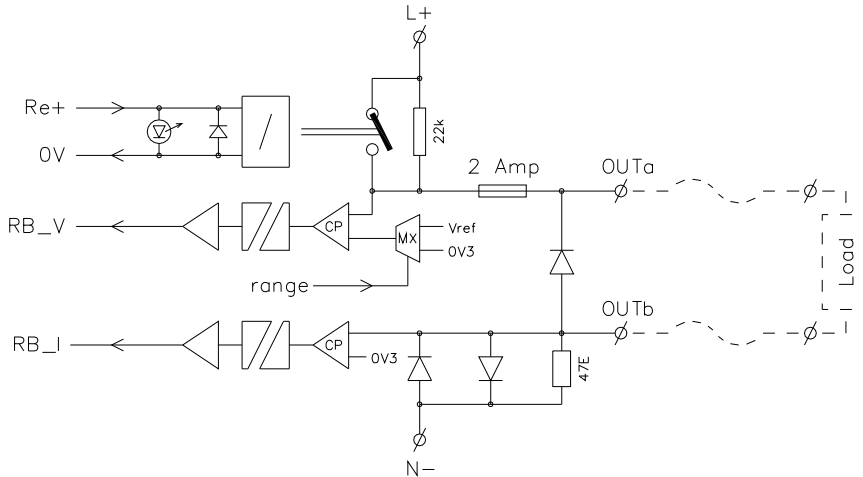 L+
Re+
22k
0V
2 Amp
OUTa
RB_V
CP
MX
Vref
0V3
Load
range
OUTb
RB_I
CP
0V3
47E
N-